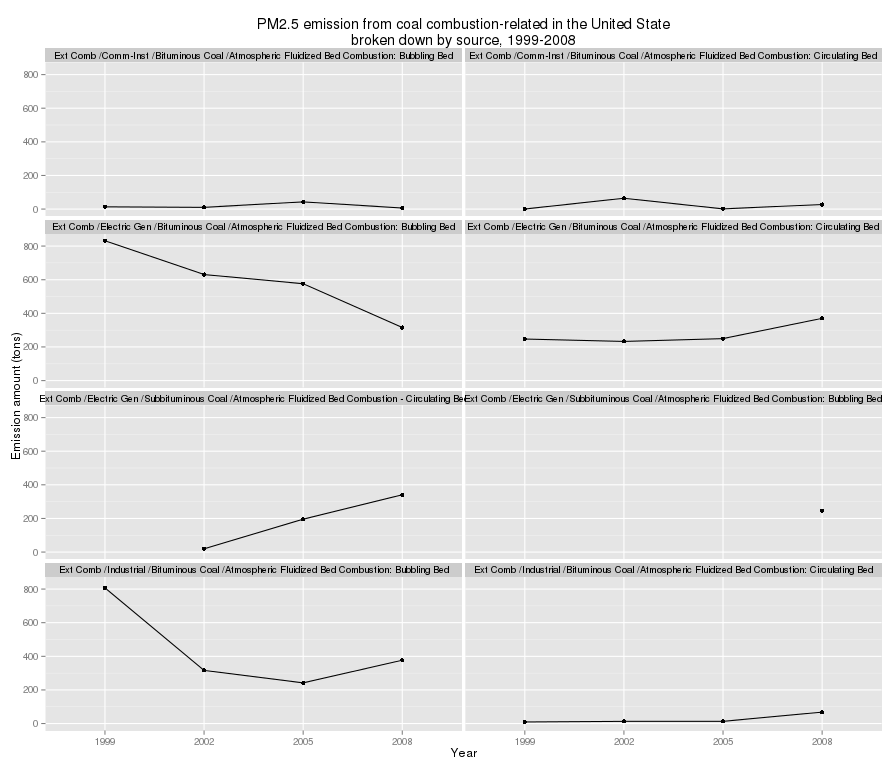 PM2.5 emission from coal combustion-related in the United State
broken down by source, 1999-2008
Ext Comb /Comm-Inst /Bituminous Coal /Atmospheric Fluidized Bed Combustion: Bubbling Bed
Ext Comb /Comm-Inst /Bituminous Coal /Atmospheric Fluidized Bed Combustion: Circulating Bed
800
600
400
200
0
Ext Comb /Electric Gen /Bituminous Coal /Atmospheric Fluidized Bed Combustion: Bubbling Bed
Ext Comb /Electric Gen /Bituminous Coal /Atmospheric Fluidized Bed Combustion: Circulating Bed
800
600
400
200
0
Emission amount (tons)
Ext Comb /Electric Gen /Subbituminous Coal /Atmospheric Fluidized Bed Combustion - Circulating Be
Ext Comb /Electric Gen /Subbituminous Coal /Atmospheric Fluidized Bed Combustion: Bubbling Bed
800
600
400
200
0
Ext Comb /Industrial /Bituminous Coal /Atmospheric Fluidized Bed Combustion: Bubbling Bed
Ext Comb /Industrial /Bituminous Coal /Atmospheric Fluidized Bed Combustion: Circulating Bed
800
600
400
200
0
1999 2002 2005 2008
1999 2002 2005 2008
Year